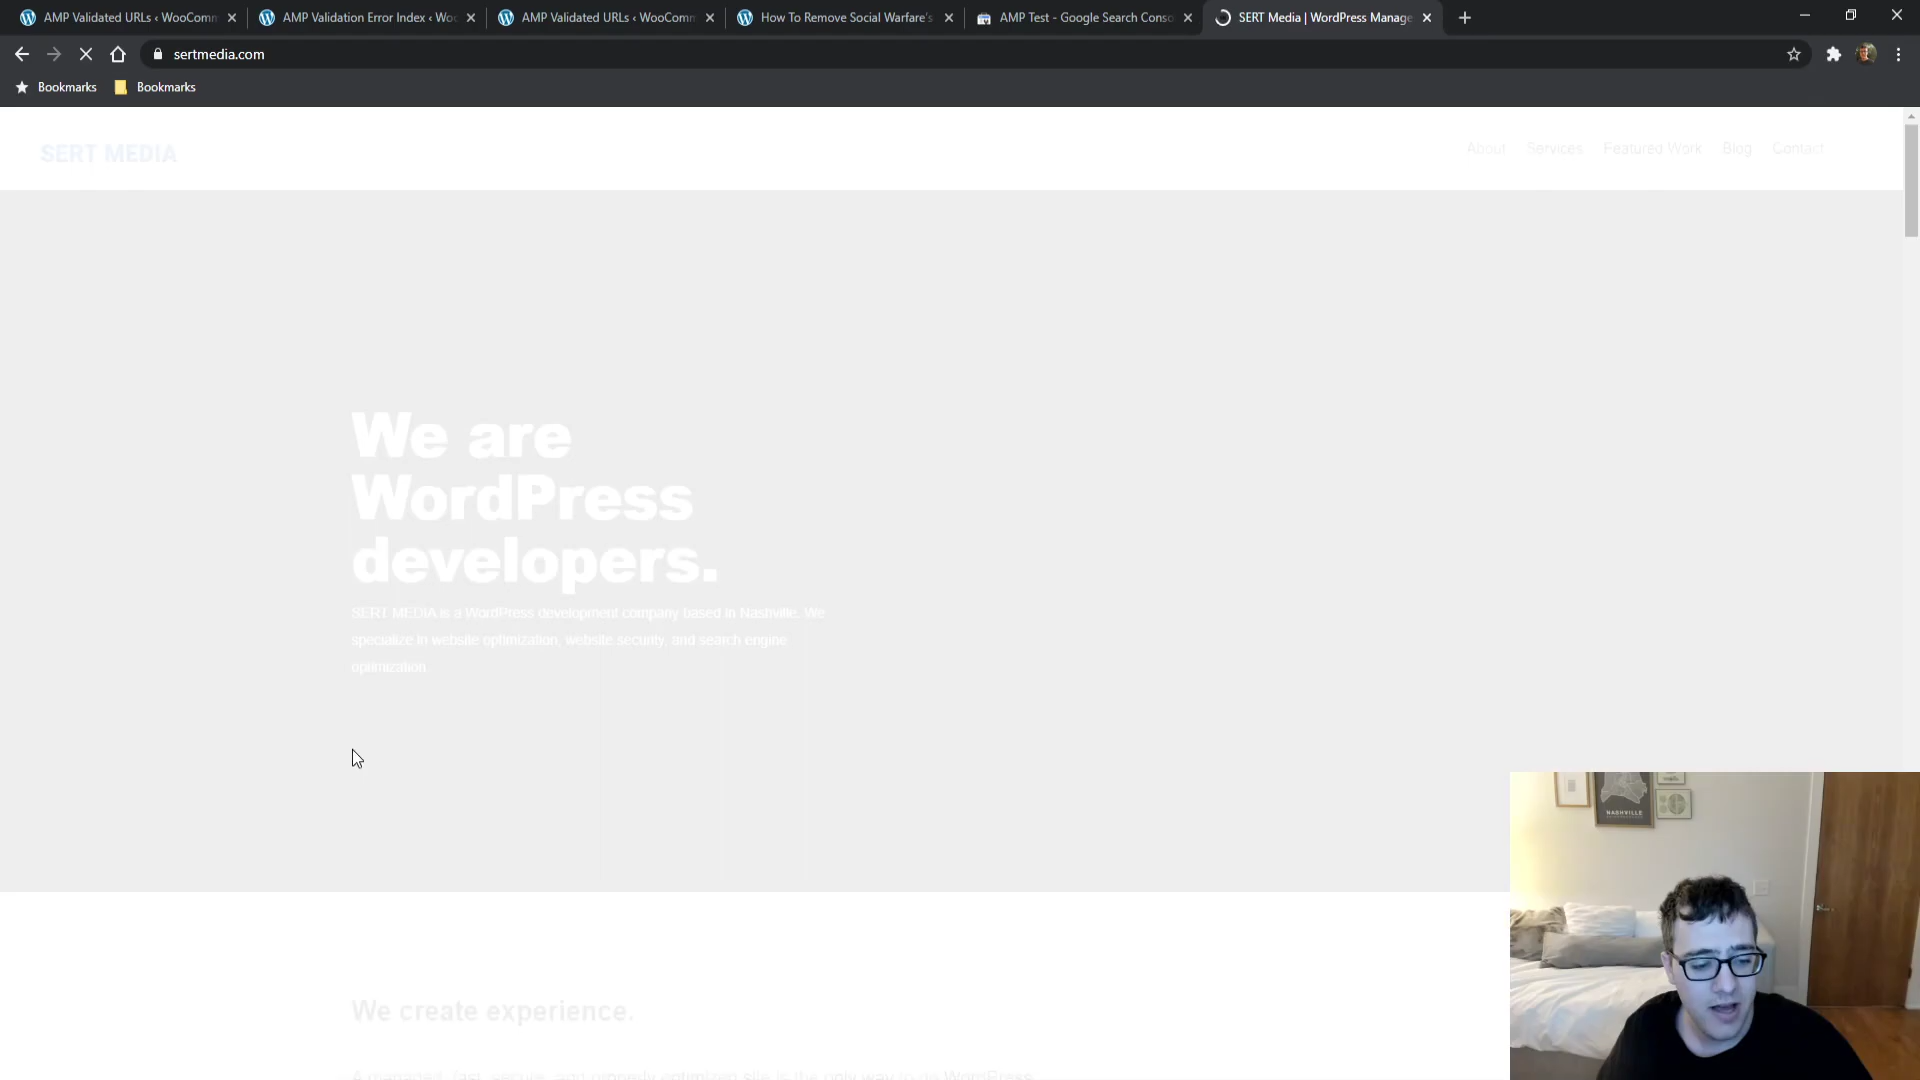 AMP Validated URLs ‹ WooComm
AMP Validation Error Index ‹ Woo
AMP Validated URLs ‹ WooComm
How To Remove Social Warfare's
AMP Test - Google Search Conso
SERT Media | WordPress Manage
sertmedia.com
Bookmarks
Bookmarks
SERT MEDIA
About
Services
Featured Work
Blog
Contact
We are
WordPress
developers.
SERT MEDIA is a WordPress development company based in Nashville. We
specialize in website optimization, website security, and search engine
optimization.
NASHVILLE
We create experience.
A managed, fast, secure, and properly optimized site is the only way to do WordPress.